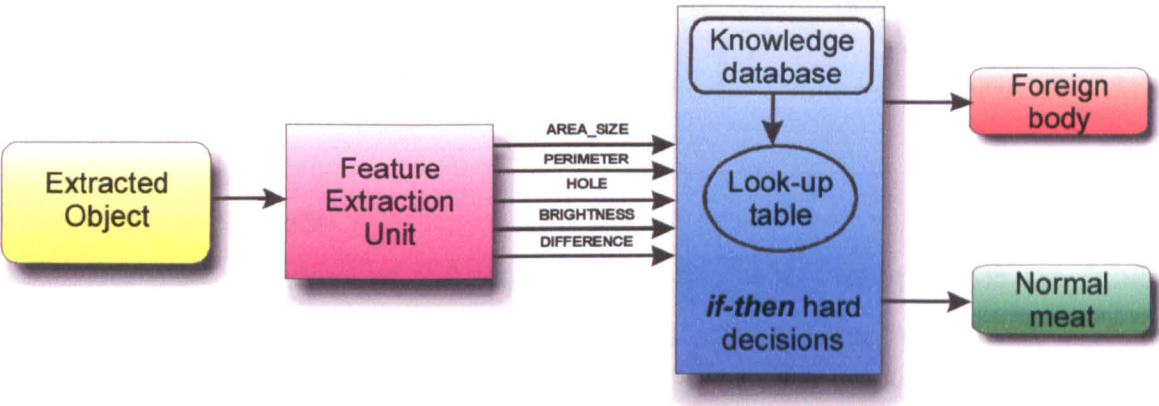 Extracted
Object
Feature
Extraction
Unit
AREA_SIZE
PERIMETER
HOLE
BRIGHTNESS
DIFFERENCE
Knowledge
database
Look-up
table
if-then hard
decisions
Foreign
body
Normal
meat